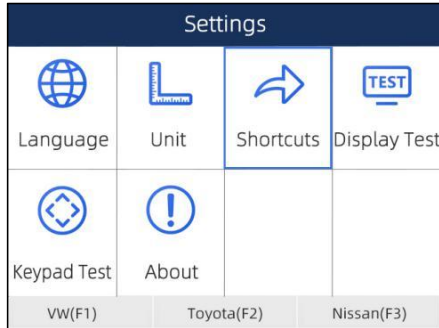 Settings
TEST
Language Unit Shortcuts Display Test
Keypad Test About
VW(F1) Toyota(F2) Nissan(F3)